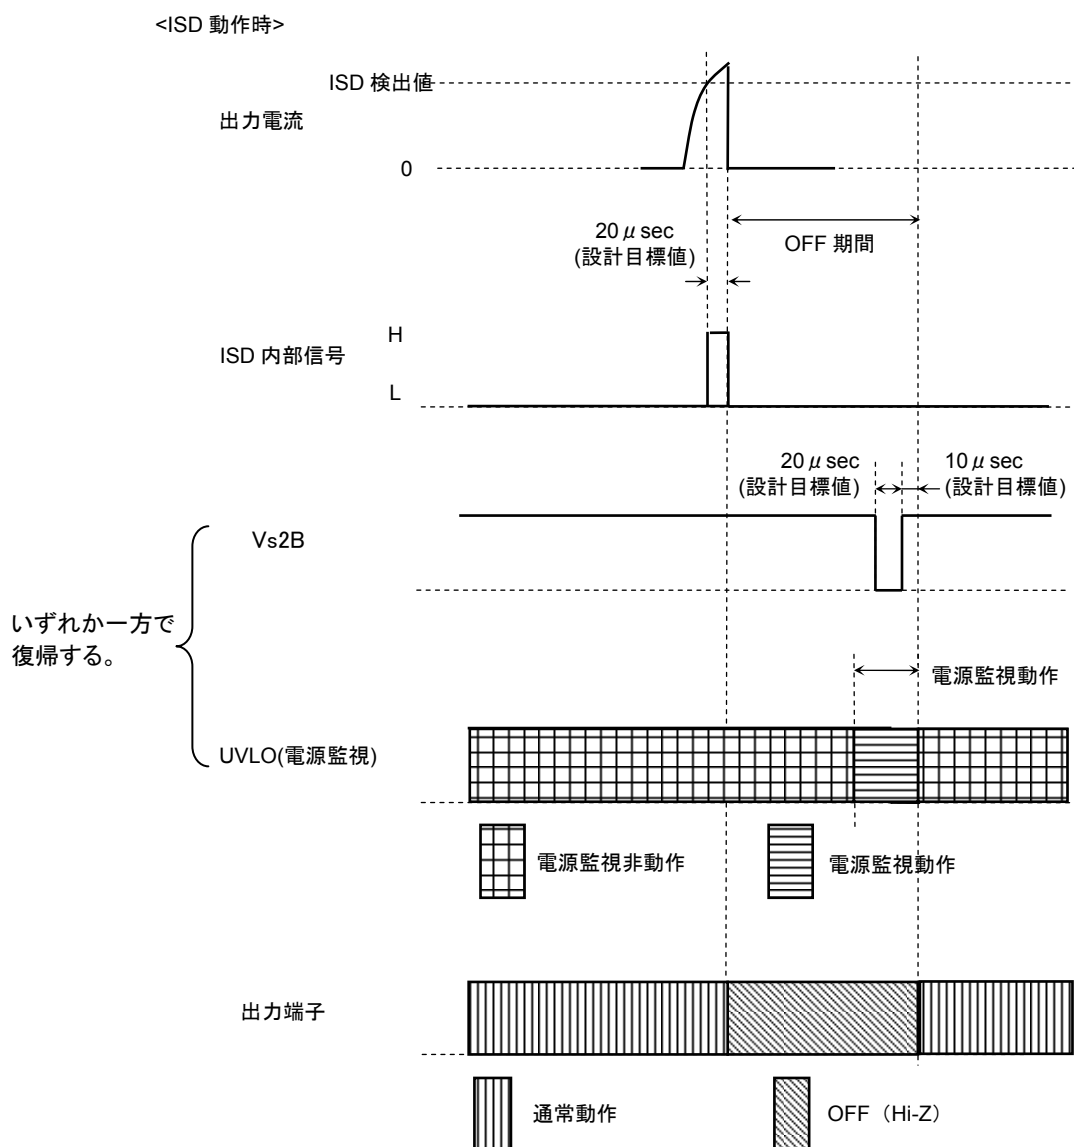 <ISD 動作時>
ISD 検出値
出力電流
0
20μsec
(設計目標値)
OFF 期間
H
ISD 内部信号
L
20μsec
(設計目標値)
10μsec
(設計目標値)
Vs2B
いずれか一方で
復帰する。
電源監視動作
UVLO(電源監視)
電源監視非動作
電源監視動作
出力端子
通常動作
OFF（Hi-Z）